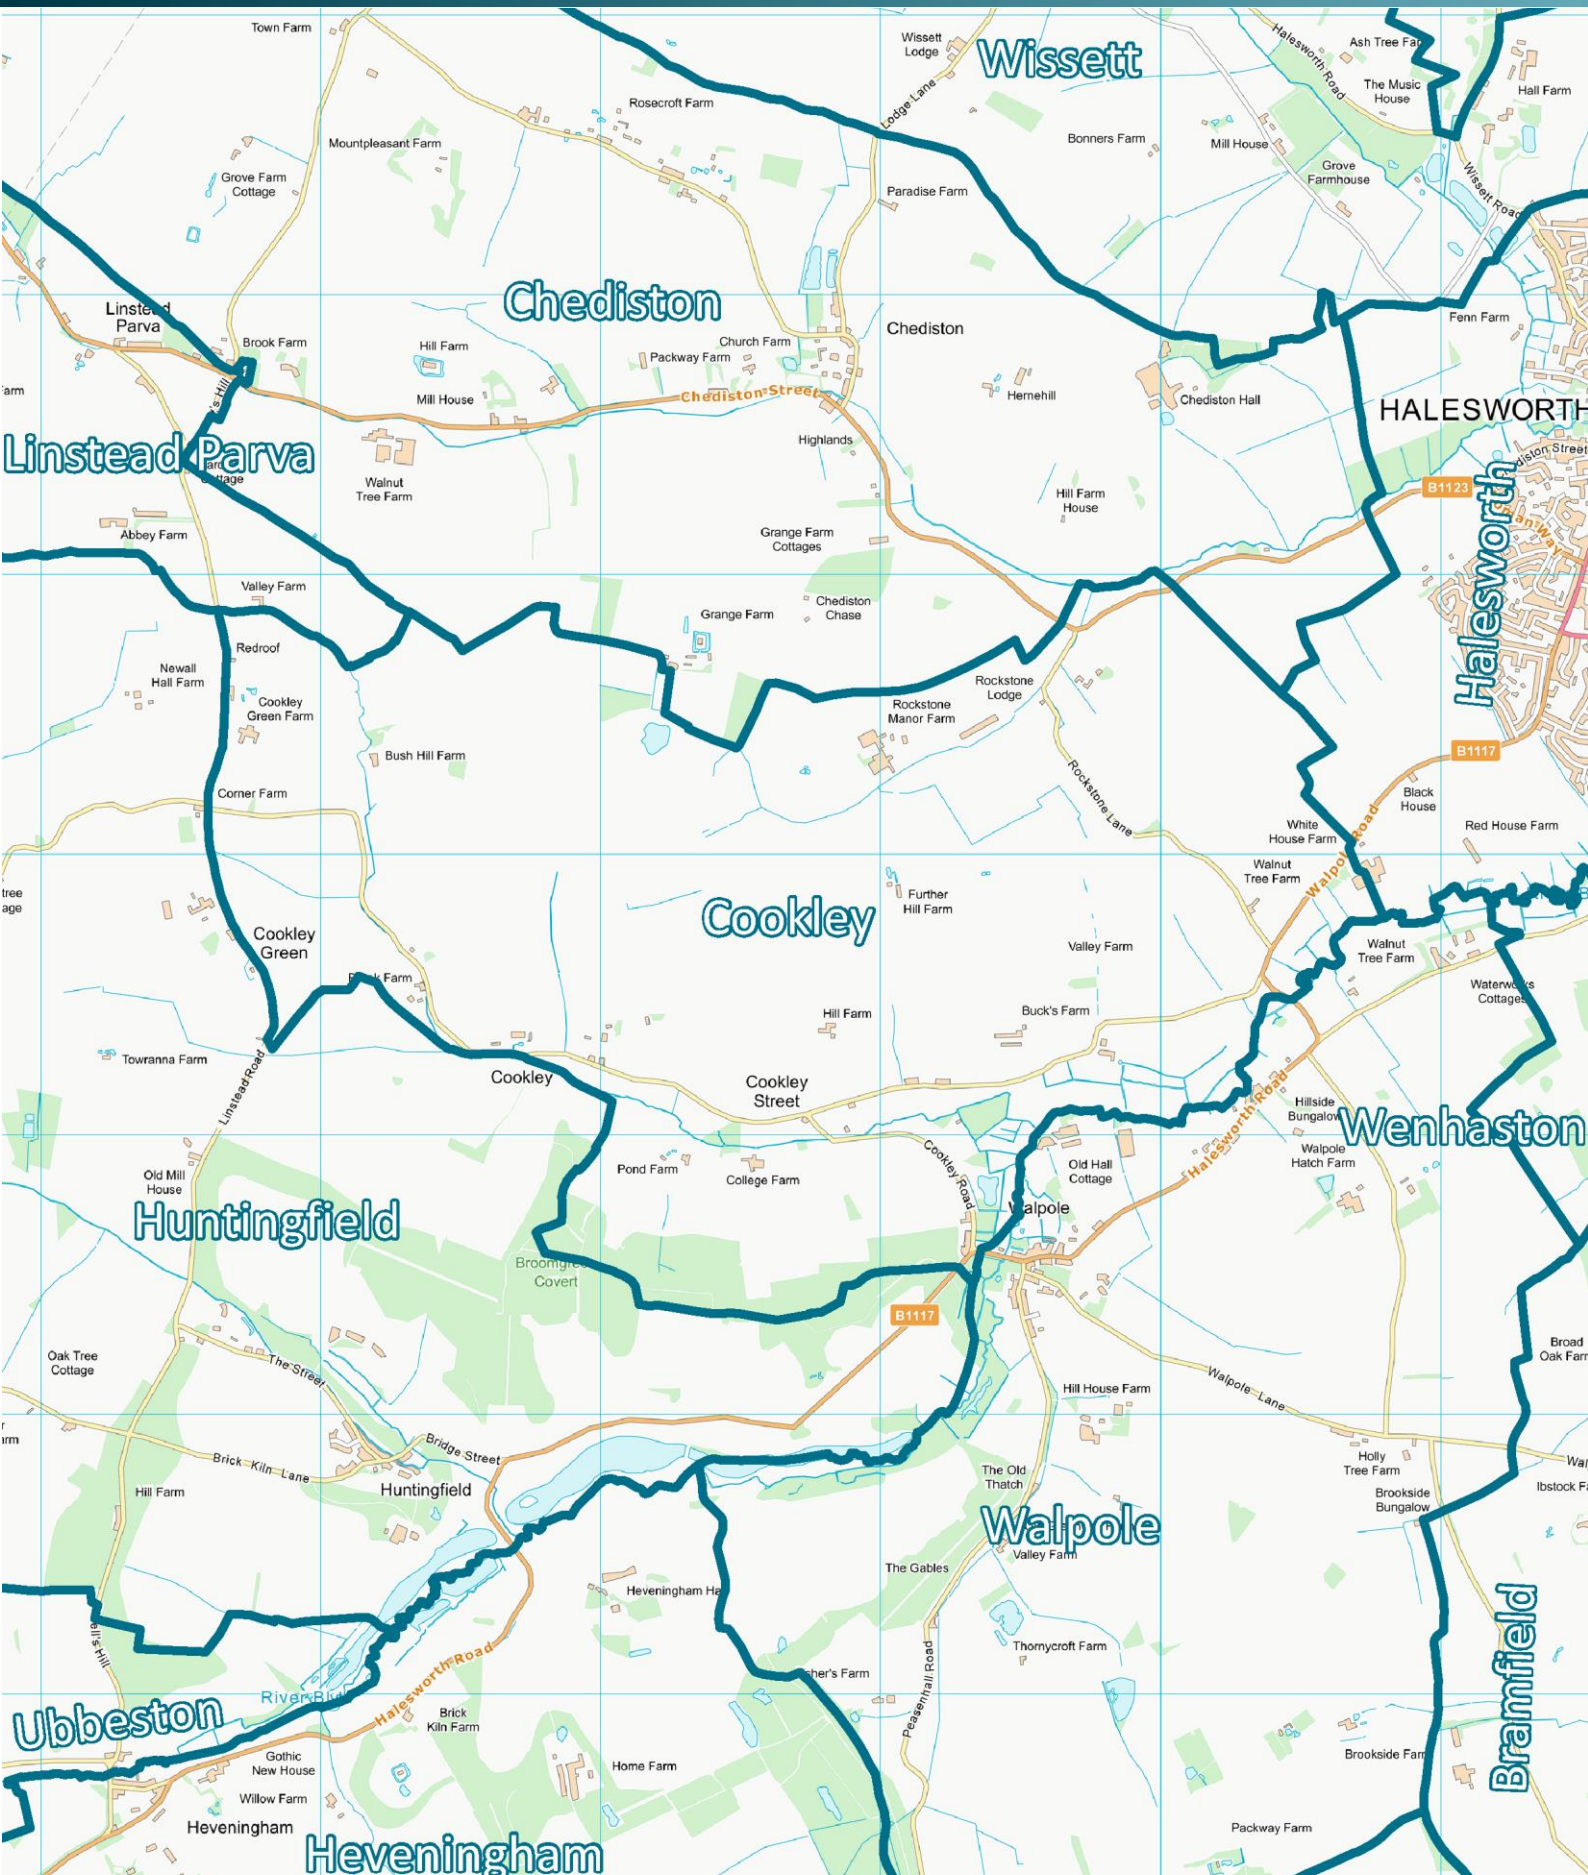 Town Farm
Wissett
Lodge
Wissett
Halesworth Road
The Music
House
Hall Farm
Lodge Lane
Rosecroft Farm
Mountpleasant Farm
Bonners Farm
Mill House
Grove
Farmhouse
Wissett Road
Grove Farm
Cottage
Paradise Farm
Linstead
Parva
Chediston
Chediston
Fenn Farm
Brook Farm
Hill Farm
Church Farm
Packway Farm
Mill House
Chediston Street
Hernehill
Chediston Hall
HALESWORTH
Linstead Parva
Highlands
Walnut
Tree Farm
Hill Farm
House
B1123
Halesworth
Abbey Farm
Grange Farm
Cottages
Valley Farm
Grange Farm
Chediston
Chase
Redroof
Newall
Hall Farm
Cookley
Green Farm
Rockstone
Lodge
Rockstone
Manor Farm
Bush Hill Farm
B1117
Corner Farm
Rockstone Lane
Black
House
White
House Farm
Walpole Road
Red House Farm
Walnut
Tree Farm
Further
Hill Farm
Cookley
Cookley
Green
Valley Farm
Walnut
Tree Farm
Waterworks
Cottages
Hill Farm
Buck's Farm
Towranna Farm
Linstead Road
Cookley
Cookley
Street
Halesworth Road
Hillside
Bungalow
Wenhaston
Walpole
Hatch Farm
Old Mill
House
Pond Farm
College Farm
Cookley Road
Old Hall
Cottage
Walpole
Huntingfield
Covert
B1117
Oak Tree
Cottage
The Street
Broad
Hill House Farm
Walpole Lane
Bridge Street
Brick Kiln Lane
Huntingfield
Hill Farm
The Old
Thatch
Holly
Tree Farm
Brookside
Bungalow
Walpole
Valley Farm
The Gables
Thornycroft Farm
Peasenhall Road
Bramfield
Halesworth Road
Ubbeston
Brick
Kiln Farm
Gothic
New House
Home Farm
Willow Farm
Heveningham
Heveningham
Packway Farm